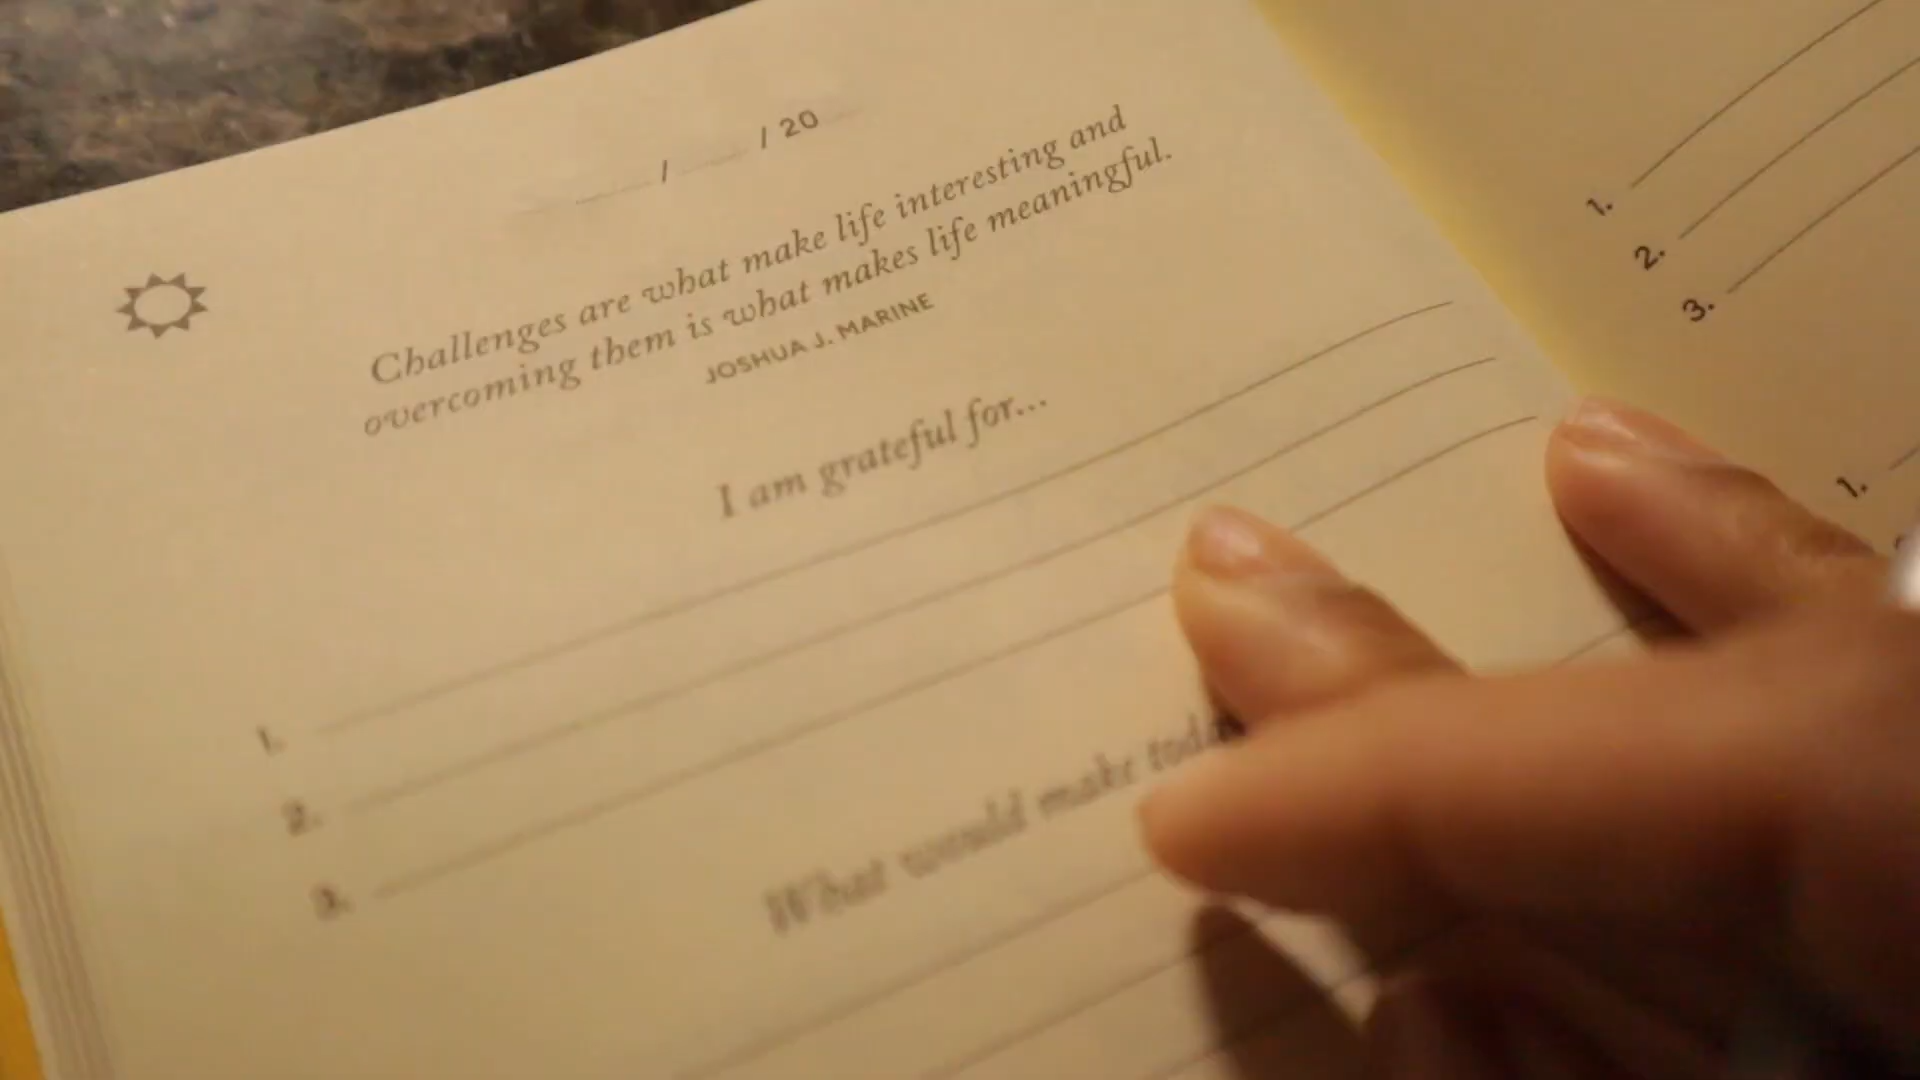 / / 20
Challenges are what make life interesting and
overcoming them is what makes life meaningful.
JOSHUA J. MARINE
I am grateful for...
1.
2.
3.
What would make today
1.
2.
3.
1.